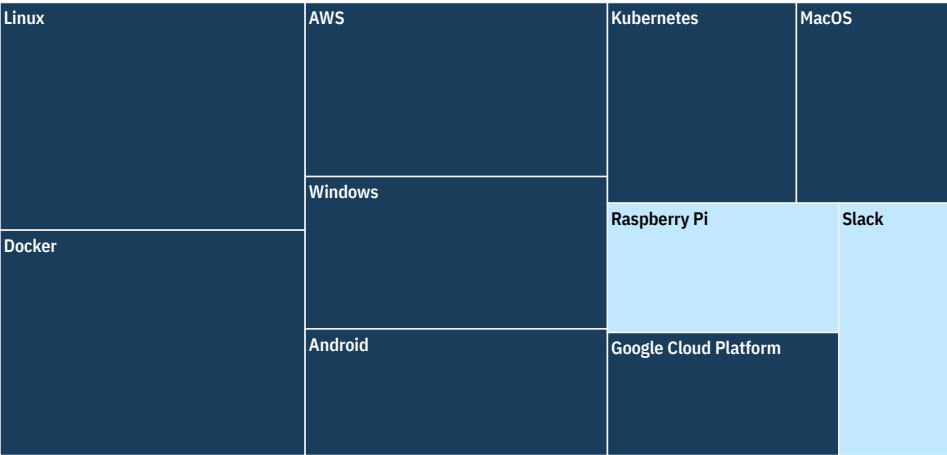 Linux
AWS
Kubernetes
MacOS
Windows
Raspberry Pi
Slack
Docker
Android
Google Cloud Platform